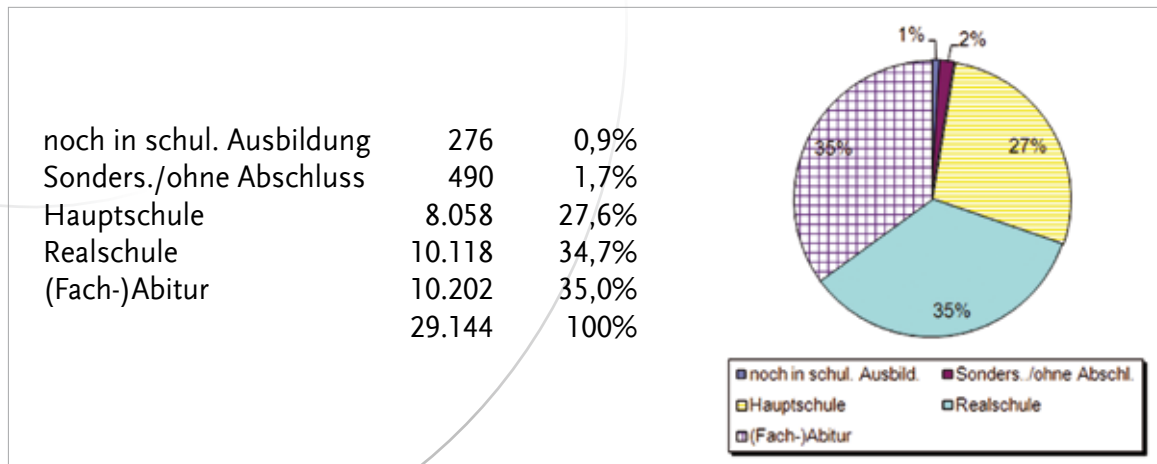 noch in schul. Ausbildung 276 0,9%
Sonders./ohne Abschluss 490 1,7%
Hauptschule 8.058 27,6%
Realschule 10.118 34,7%
(Fach-)Abitur 10.202 35,0%
29.144 100%
1% 2%
35% 27%
35%
noch in schul. Ausbild. Sonders../ohne Abschl.
Hauptschule Realschule
(Fach-)Abitur